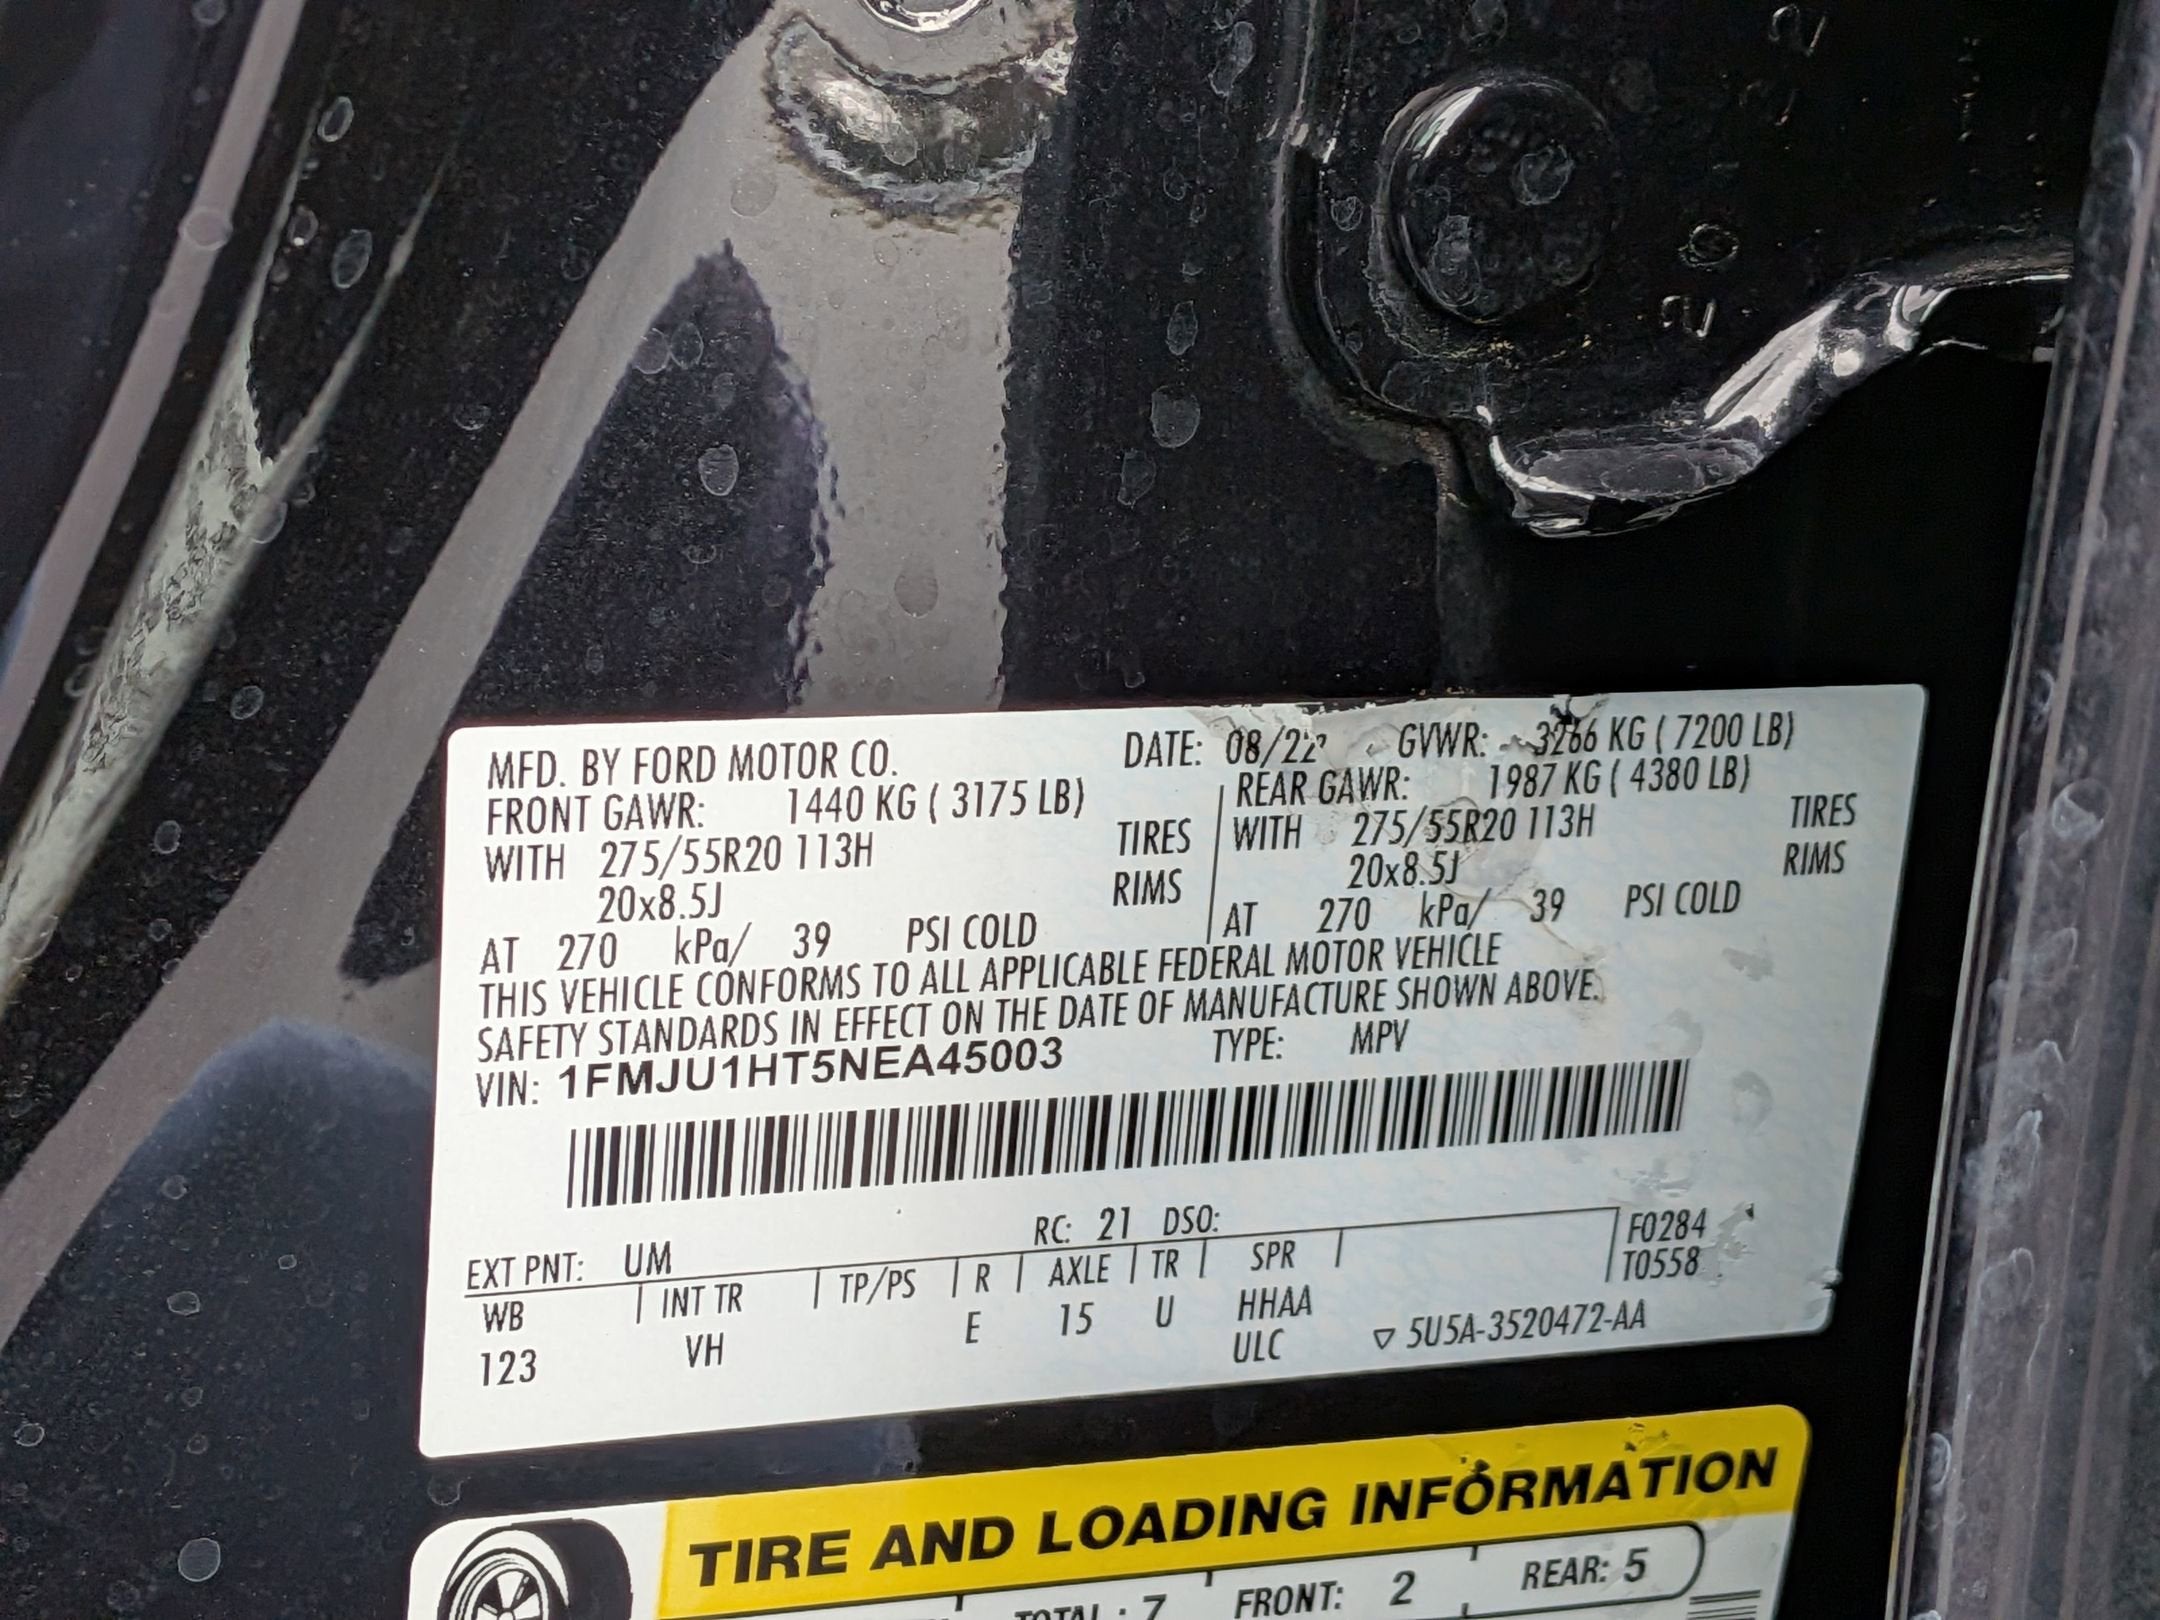 MFD. BY FORD MOTOR CO. DATE: 08/22 GVWR: 3266 KG ( 7200 LB)
FRONT GAWR: 1440 KG ( 3175 LB) REAR GAWR: 1987 KG ( 4380 LB)
WITH 275/55R20 113H TIRES WITH 275/55R20 113H TIRES
20x8.5J RIMS 20x8.5J RIMS
AT 270 kPa/ 39 PSI COLD AT 270 kPa/ 39 PSI COLD
THIS VEHICLE CONFORMS TO ALL APPLICABLE FEDERAL MOTOR VEHICLE
SAFETY STANDARDS IN EFFECT ON THE DATE OF MANUFACTURE SHOWN ABOVE.
VIN: 1FMJU1HT5NEA45003 TYPE: MPV
EXT PNT: UM RC: 21 DSO: F0284
WB INT TR TP/PS R AXLE TR SPR T0558
123 VH E 15 U HHAA
ULC ▽ 5U5A-3520472-AA
TIRE AND LOADING INFORMATION
TOTAL : 7 FRONT: 2 REAR: 5